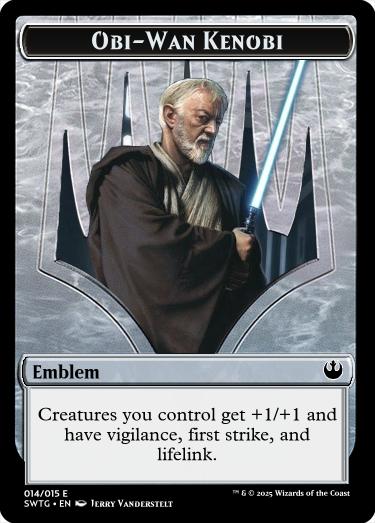 Obi-Wan Kenobi
Emblem
Creatures you control get +1/+1 and
have vigilance, first strike, and
lifelink.
014/015 E
SWTG • EN Jerry Vanderstelt
™ & © 2025 Wizards of the Coast